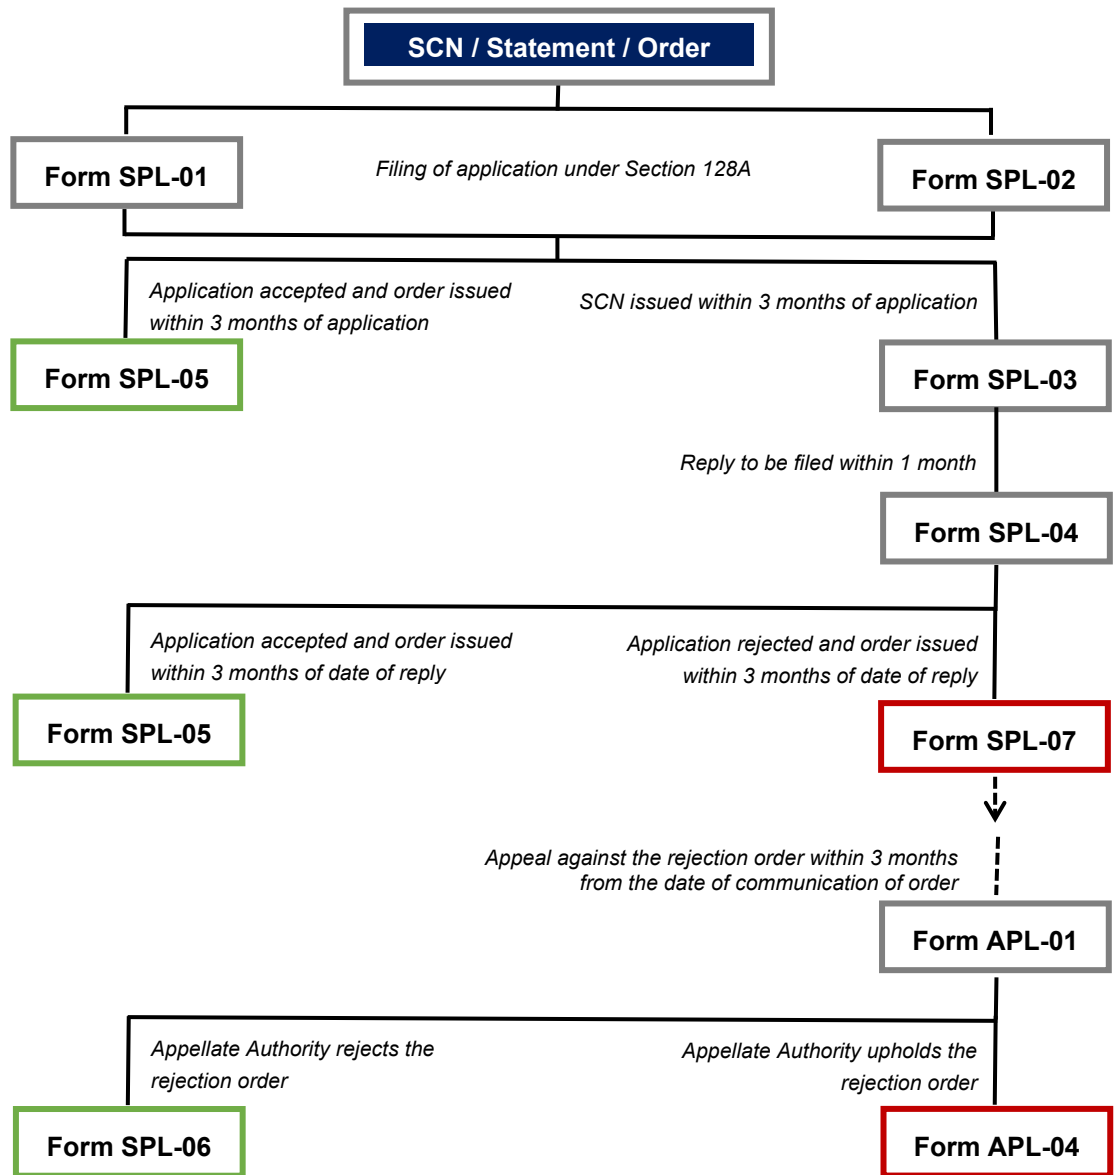 SCN / Statement / Order
Form SPL-01
Filing of application under Section 128A
Form SPL-02
Application accepted and order issued
within 3 months of application
SCN issued within 3 months of application
Form SPL-05
Form SPL-03
Reply to be filed within 1 month
Form SPL-04
Application accepted and order issued
within 3 months of date of reply
Application rejected and order issued
within 3 months of date of reply
Form SPL-05
Form SPL-07
Appeal against the rejection order within 3 months
from the date of communication of order
Form APL-01
Appellate Authority rejects the
rejection order
Appellate Authority upholds the
rejection order
Form SPL-06
Form APL-04